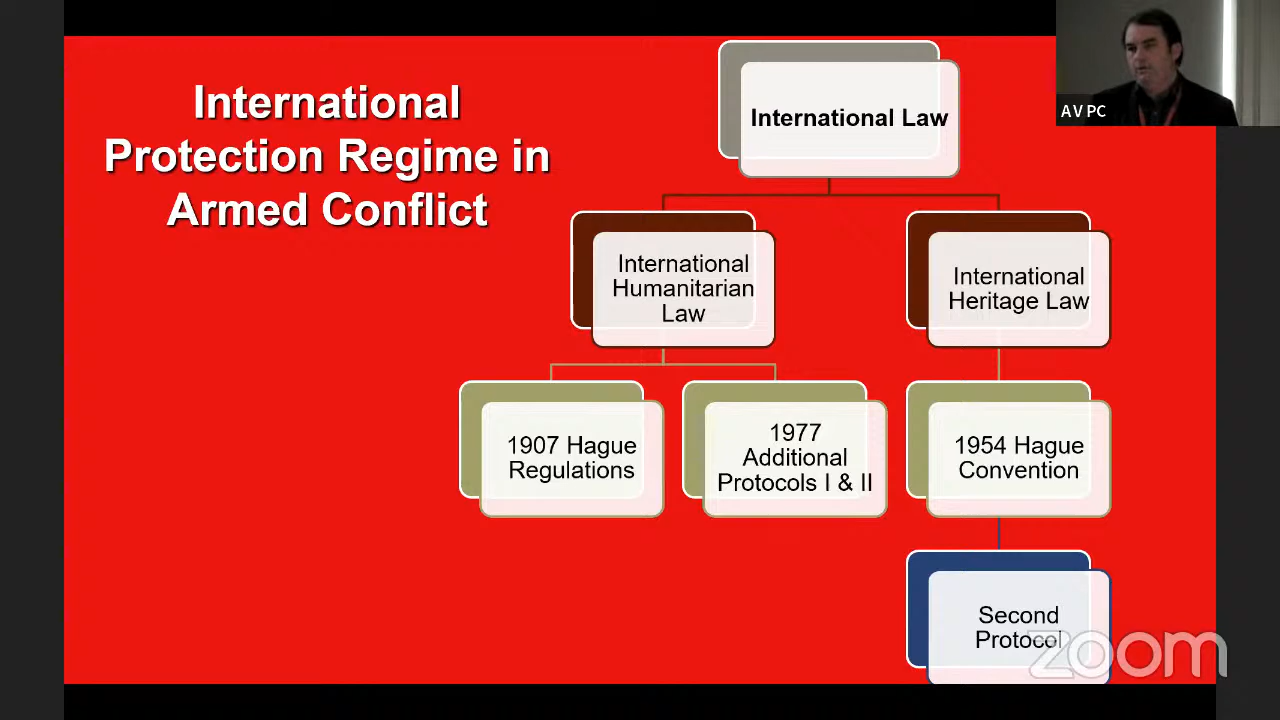 International
Protection Regime in
Armed Conflict
International Law
AV PC
International
Humanitarian
Law
International
Heritage Law
1907 Hague
Regulations
1977
Additional
Protocols I & II
1954 Hague
Convention
Second
Protocol
zoom